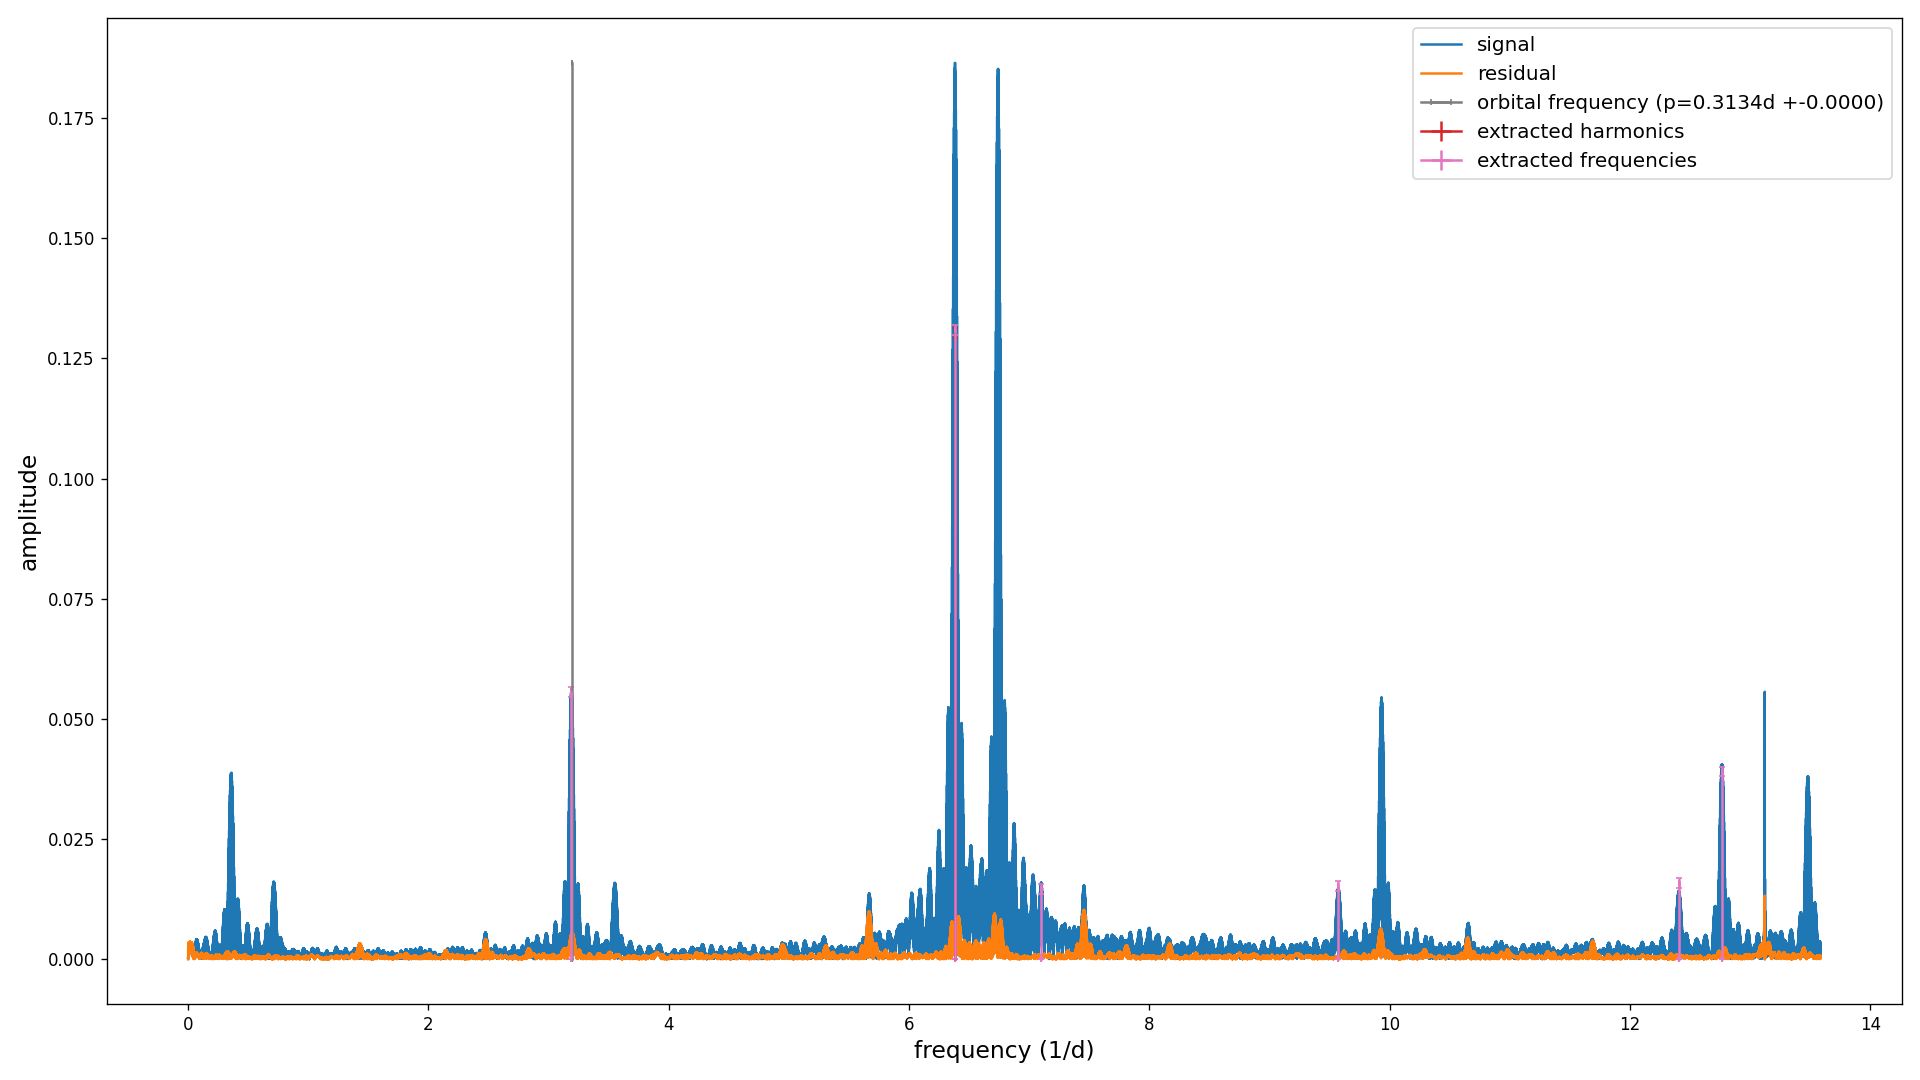 signal
residual
orbital frequency (p=0.3134d +-0.0000)
extracted harmonics
extracted frequencies
0.175
0.150
0.125
0.100
0.075
0.050
0.025
0.000
amplitude
0 2 4 6 8 10 12 14
frequency (1/d)